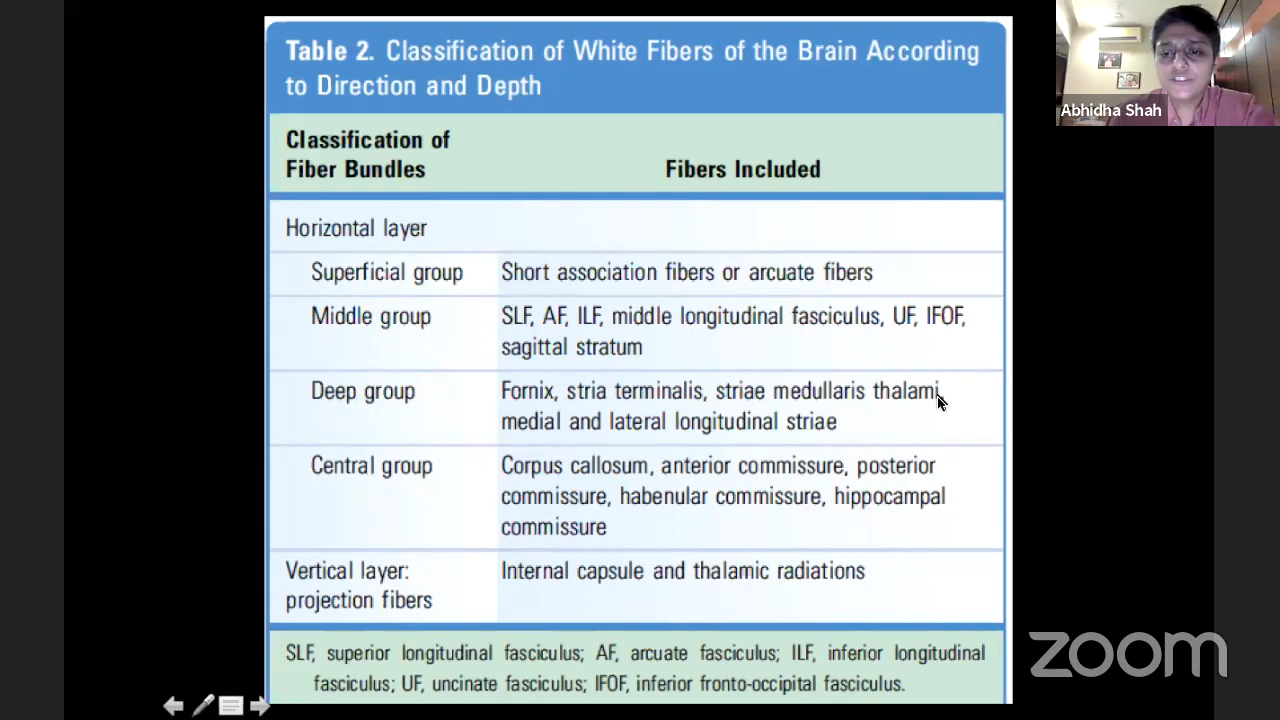 Table 2. Classification of White Fibers of the Brain According
to Direction and Depth
Classification of
Fiber Bundles
Fibers Included
Horizontal layer
Superficial group
Short association fibers or arcuate fibers
Middle group
SLF, AF, ILF, middle longitudinal fasciculus, UF, IFOF,
sagittal stratum
Deep group
Fornix, stria terminalis, striae medullaris thalami,
medial and lateral longitudinal striae
Central group
Corpus callosum, anterior commissure, posterior
commissure, habenular commissure, hippocampal
commissure
Vertical layer:
projection fibers
Internal capsule and thalamic radiations
SLF, superior longitudinal fasciculus; AF, arcuate fasciculus; ILF, inferior longitudinal
fasciculus; UF, uncinate fasciculus; IFOF, inferior fronto-occipital fasciculus.
Abhidha Shah
zoom